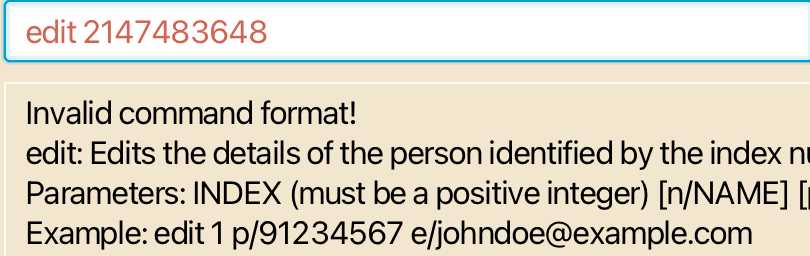 edit 2147483648
Invalid command format!
edit: Edits the details of the person identified by the index
Parameters: INDEX (must be a positive integer) [n/NAME]
Example: edit 1 p/91234567 e/johndoe@example.com